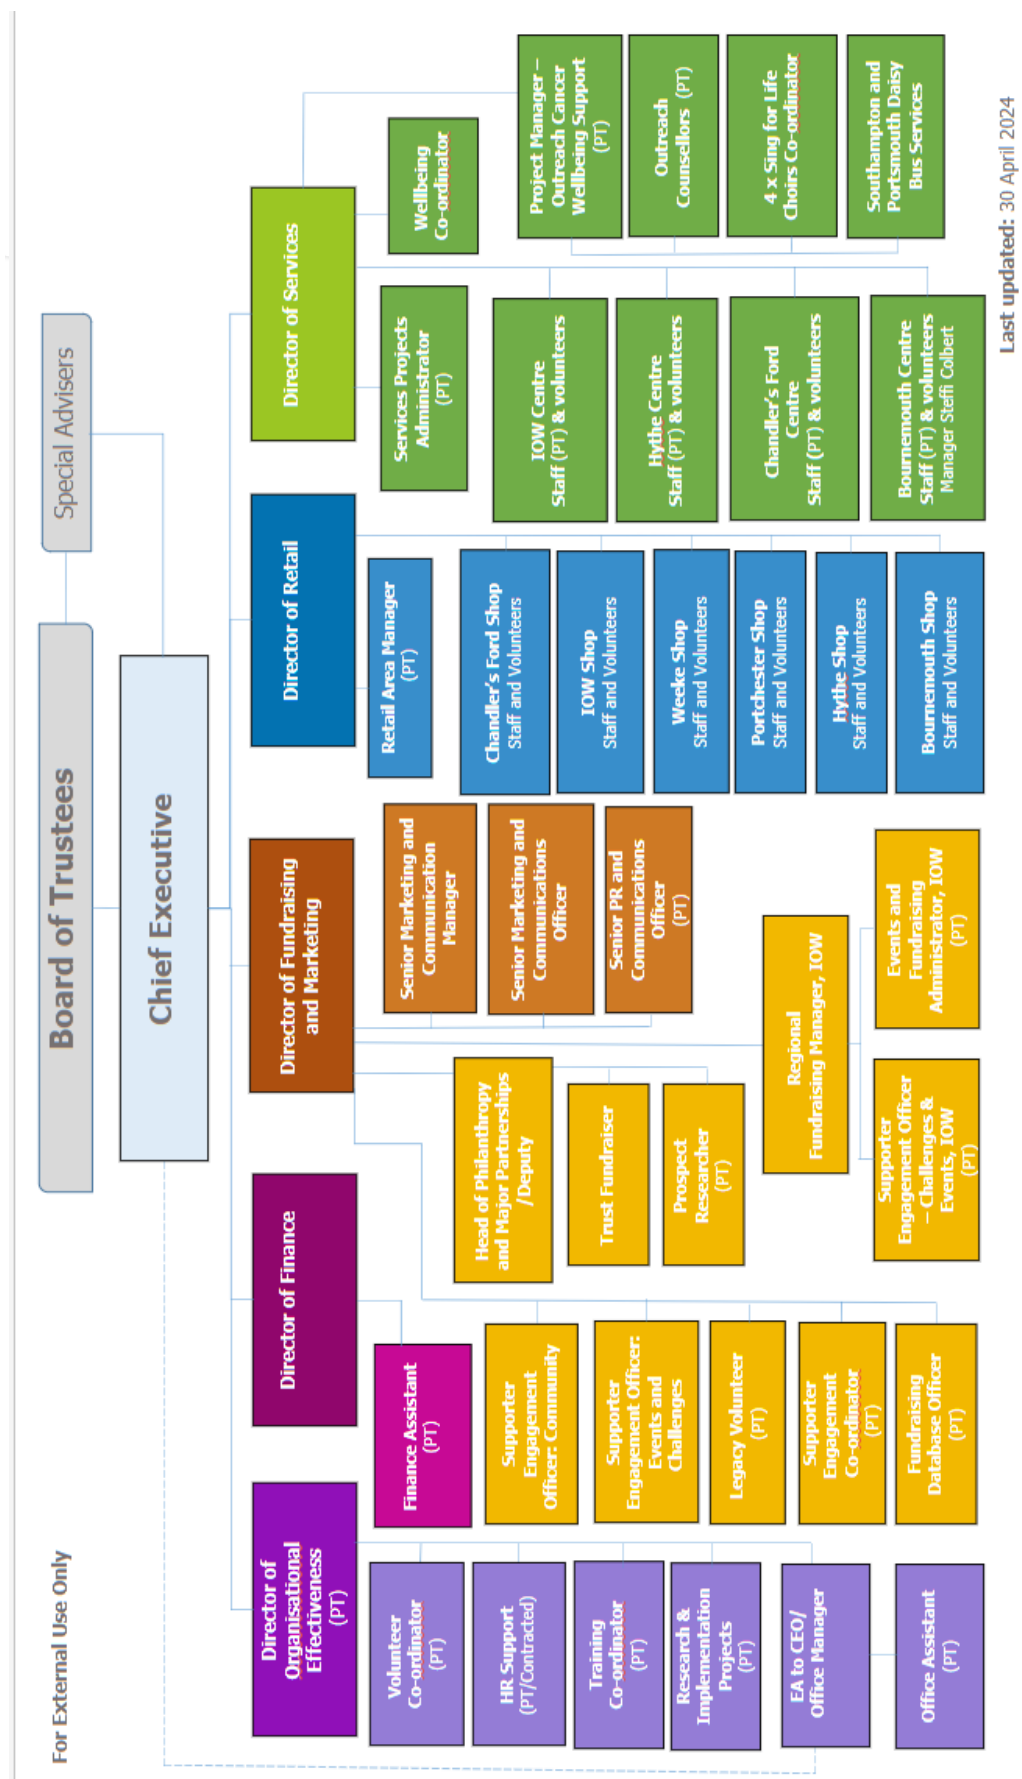 For External Use Only
Board of Trustees
Special Advisers
Chief Executive
Director of
Organisational
Effectiveness
(PT)
Director of Finance
Director of Fundraising
and Marketing
Director of Retail
Director of Services
Volunteer
Co-ordinator
(PT)
HR Support
(PT/Contracted)
Training
Co-ordinator
(PT)
Research &
Implementation
Projects
(PT)
EA to CEO/
Office Manager
Office Assistant
(PT)
Finance Assistant
(PT)
Supporter
Engagement
Officer: Community
Supporter
Engagement Officer:
Events and
Challenges
Legacy Volunteer
(PT)
Supporter
Engagement
Co-ordinator
(PT)
Fundraising
Database Officer
(PT)
Head of Philanthropy
and Major Partnerships
/Deputy
Trust Fundraiser
Prospect
Researcher
(PT)
Senior Marketing and
Communication
Manager
Senior Marketing and
Communications
Officer
Senior PR and
Communications
Officer
(PT)
Regional
Fundraising Manager, IOW
Supporter
Engagement Officer
– Challenges &
Events, IOW
(PT)
Events and
Fundraising
Administrator, IOW
(PT)
Retail Area Manager
(PT)
Chandler's Ford Shop
Staff and Volunteers
IOW Shop
Staff and Volunteers
Weeke Shop
Staff and Volunteers
Portchester Shop
Staff and Volunteers
Hythe Shop
Staff and Volunteers
Bournemouth Shop
Staff and Volunteers
Services Projects
Administrator
(PT)
Wellbeing
Co-ordinator
IOW Centre
Staff (PT) & volunteers
Hythe Centre
Staff (PT) & volunteers
Chandler's Ford
Centre
Staff (PT) & volunteers
Bournemouth Centre
Staff (PT) & volunteers
Manager Steffi Colbert
Project Manager –
Outreach Cancer
Wellbeing Support
(PT)
Outreach
Counsellors (PT)
4 x Sing for Life
Choirs Co-ordinator
Southampton and
Portsmouth Daisy
Bus Services
Last updated: 30 April 2024